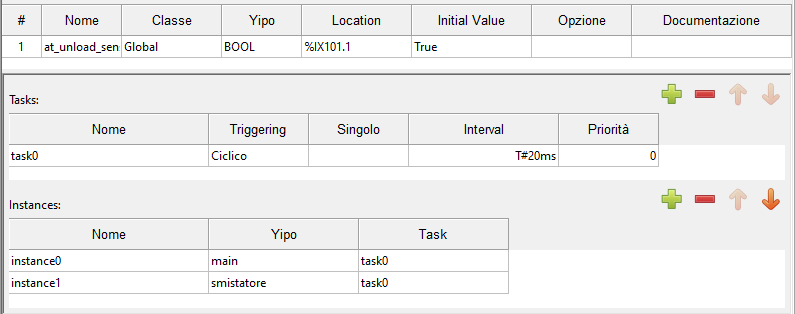 # Nome Classe Yipo Location Initial Value Opzione Documentazione
1 at_unload_sen Global BOOL %IX101.1 True
Tasks:
Nome Triggering Singolo Interval Priorità
task0 Ciclico T#20ms 0
Instances:
Nome Yipo Task
instance0 main task0
instance1 smistatore task0